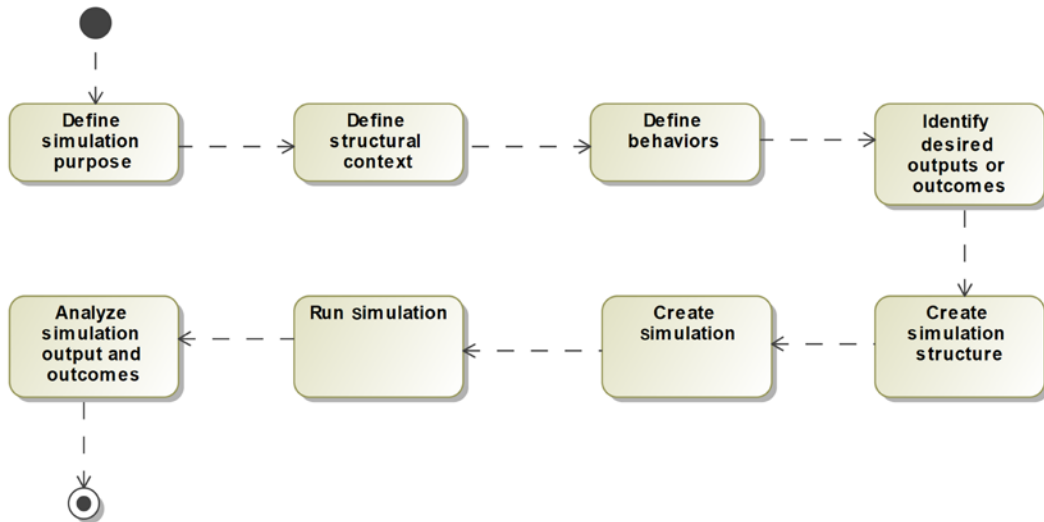 Define
simulation
purpose
Define
structural
context
Define
behaviors
Identify
desired
outputs or
outcomes
Create
simulation
structure
Create
simulation
Run simulation
Analyze
simulation
output and
outcomes